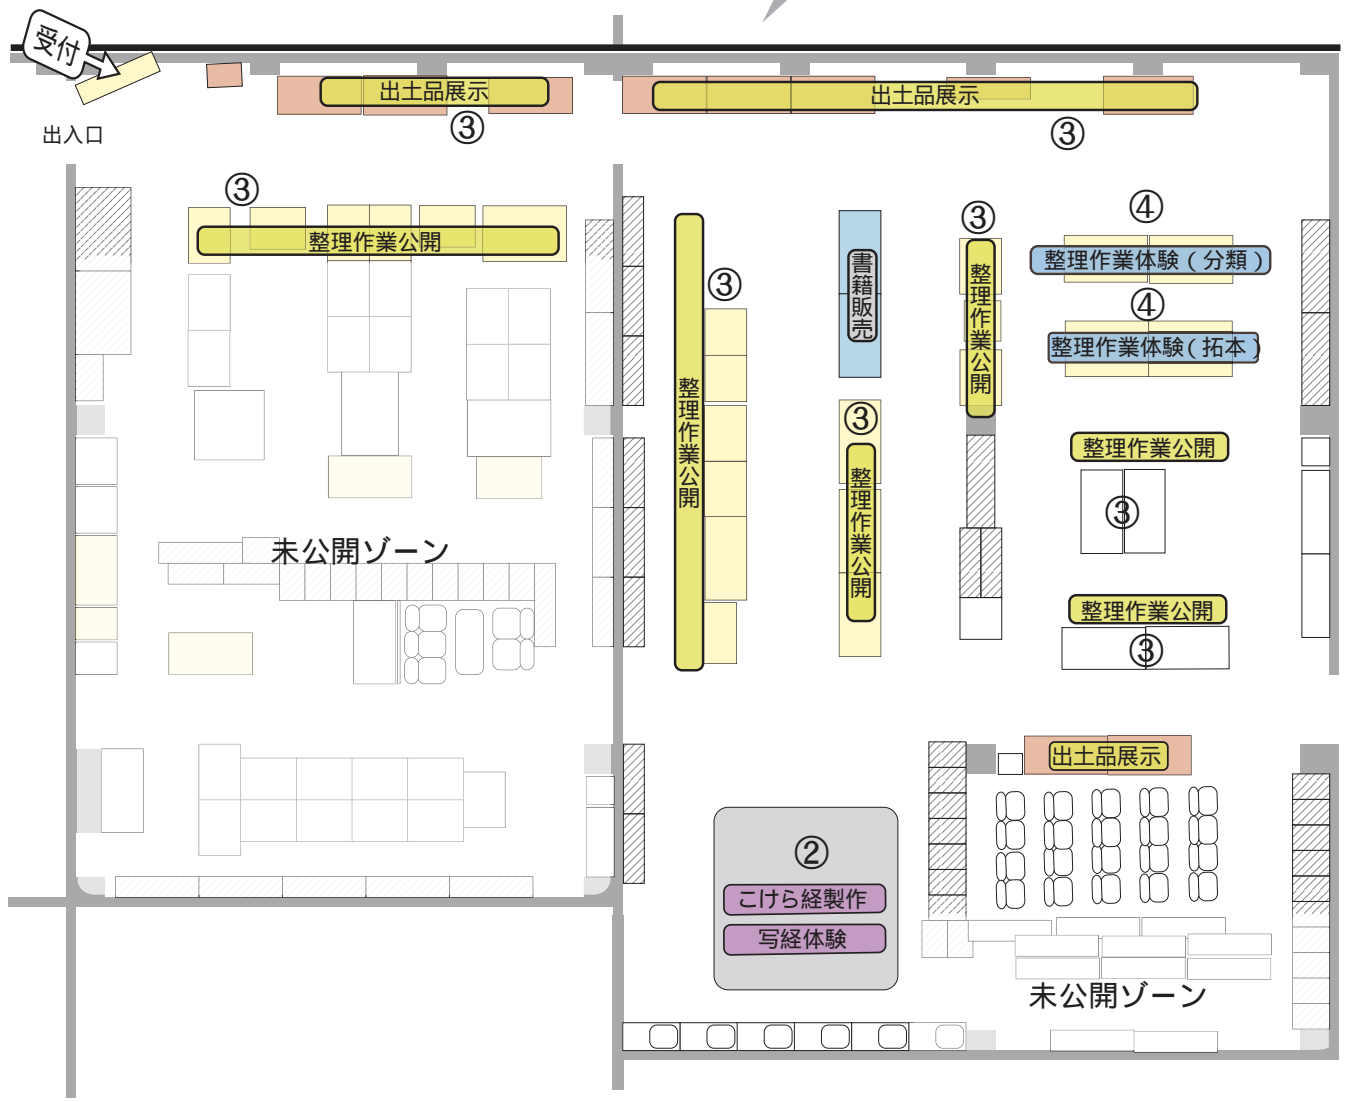 受付
出土品展示
出土品展示
③
③
出入口
③
整理作業公開
③
整理作業公開
書籍販売
③
整理作業公開
④
整理作業体験(分類)
④
整理作業体験(拓本)
③
整理作業公開
整理作業公開
③
整理作業公開
③
未公開ゾーン
出土品展示
②
こけら経製作
写経体験
未公開ゾーン